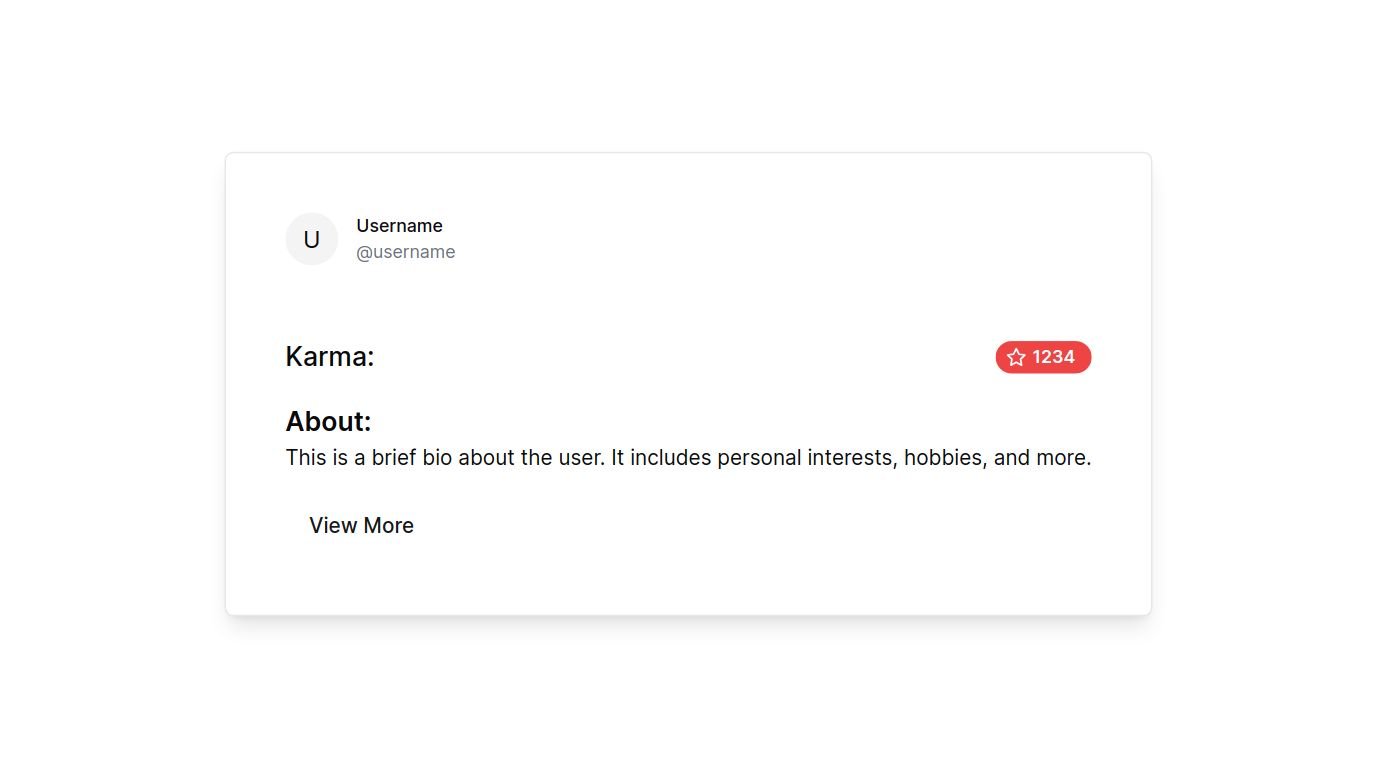 U
Username
@username
Karma:
1234
About:
This is a brief bio about the user. It includes personal interests, hobbies, and more.
View More